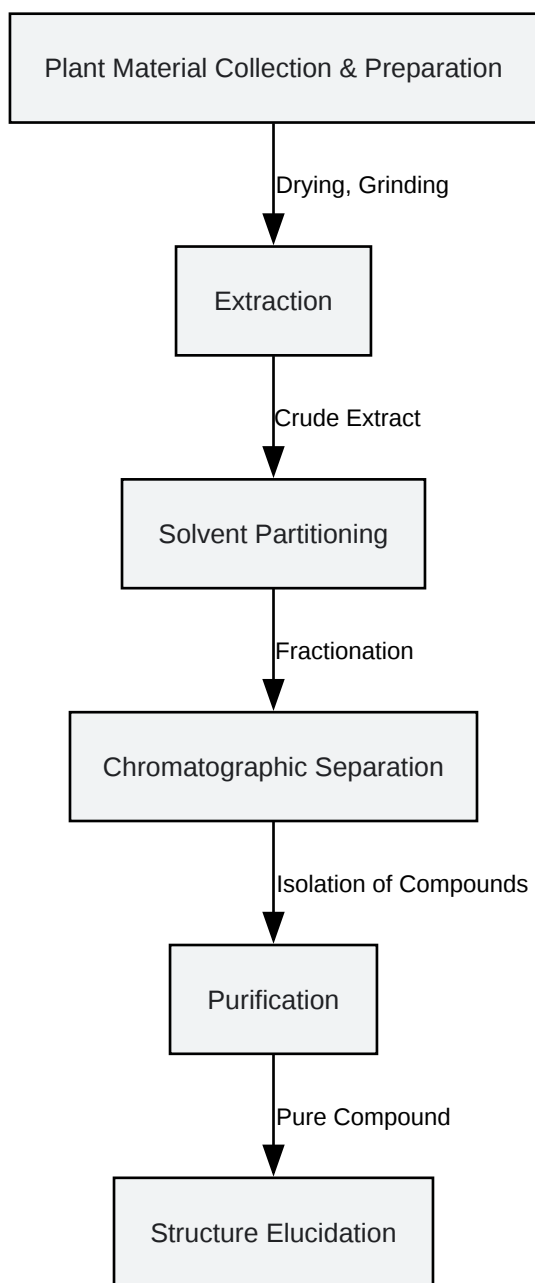 Plant Material Collection & Preparation
Drying, Grinding
Extraction
Crude Extract
Solvent Partitioning
Fractionation
Chromatographic Separation
Isolation of Compounds
Purification
Pure Compound
Structure Elucidation